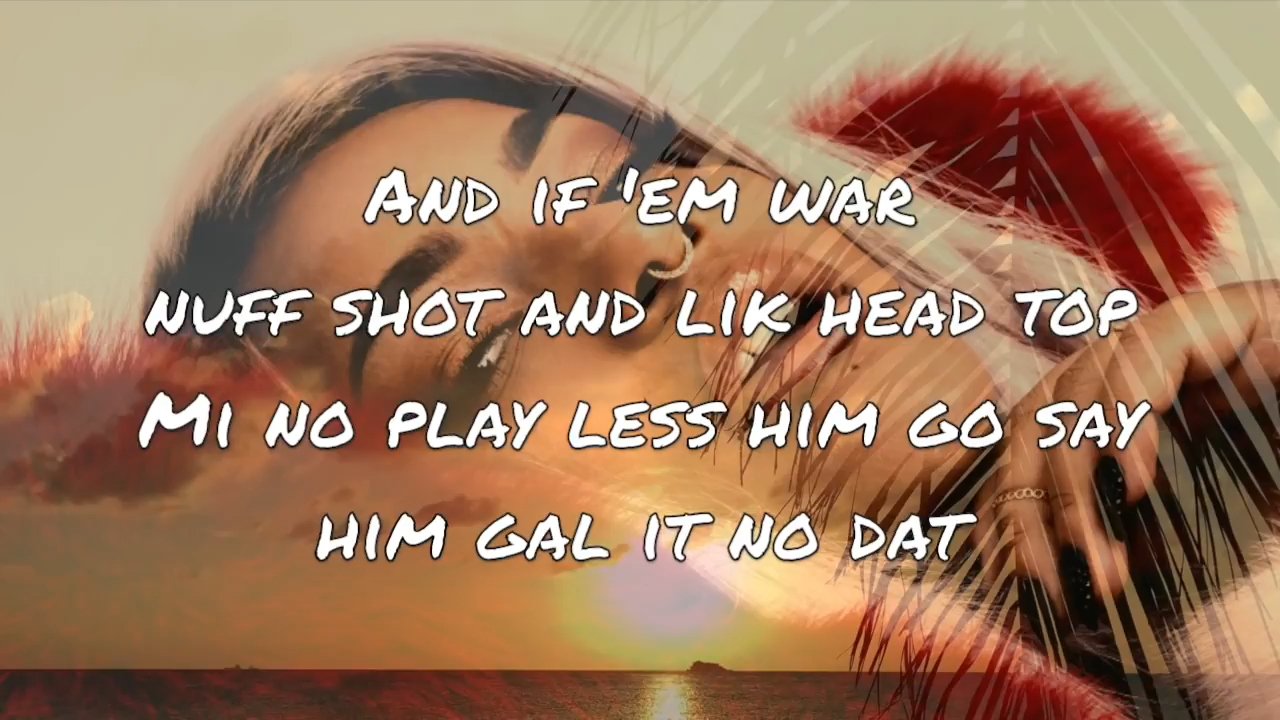 And if 'em war
nuff shot and lik head top
Mi no play less him go say
him gal it no dat